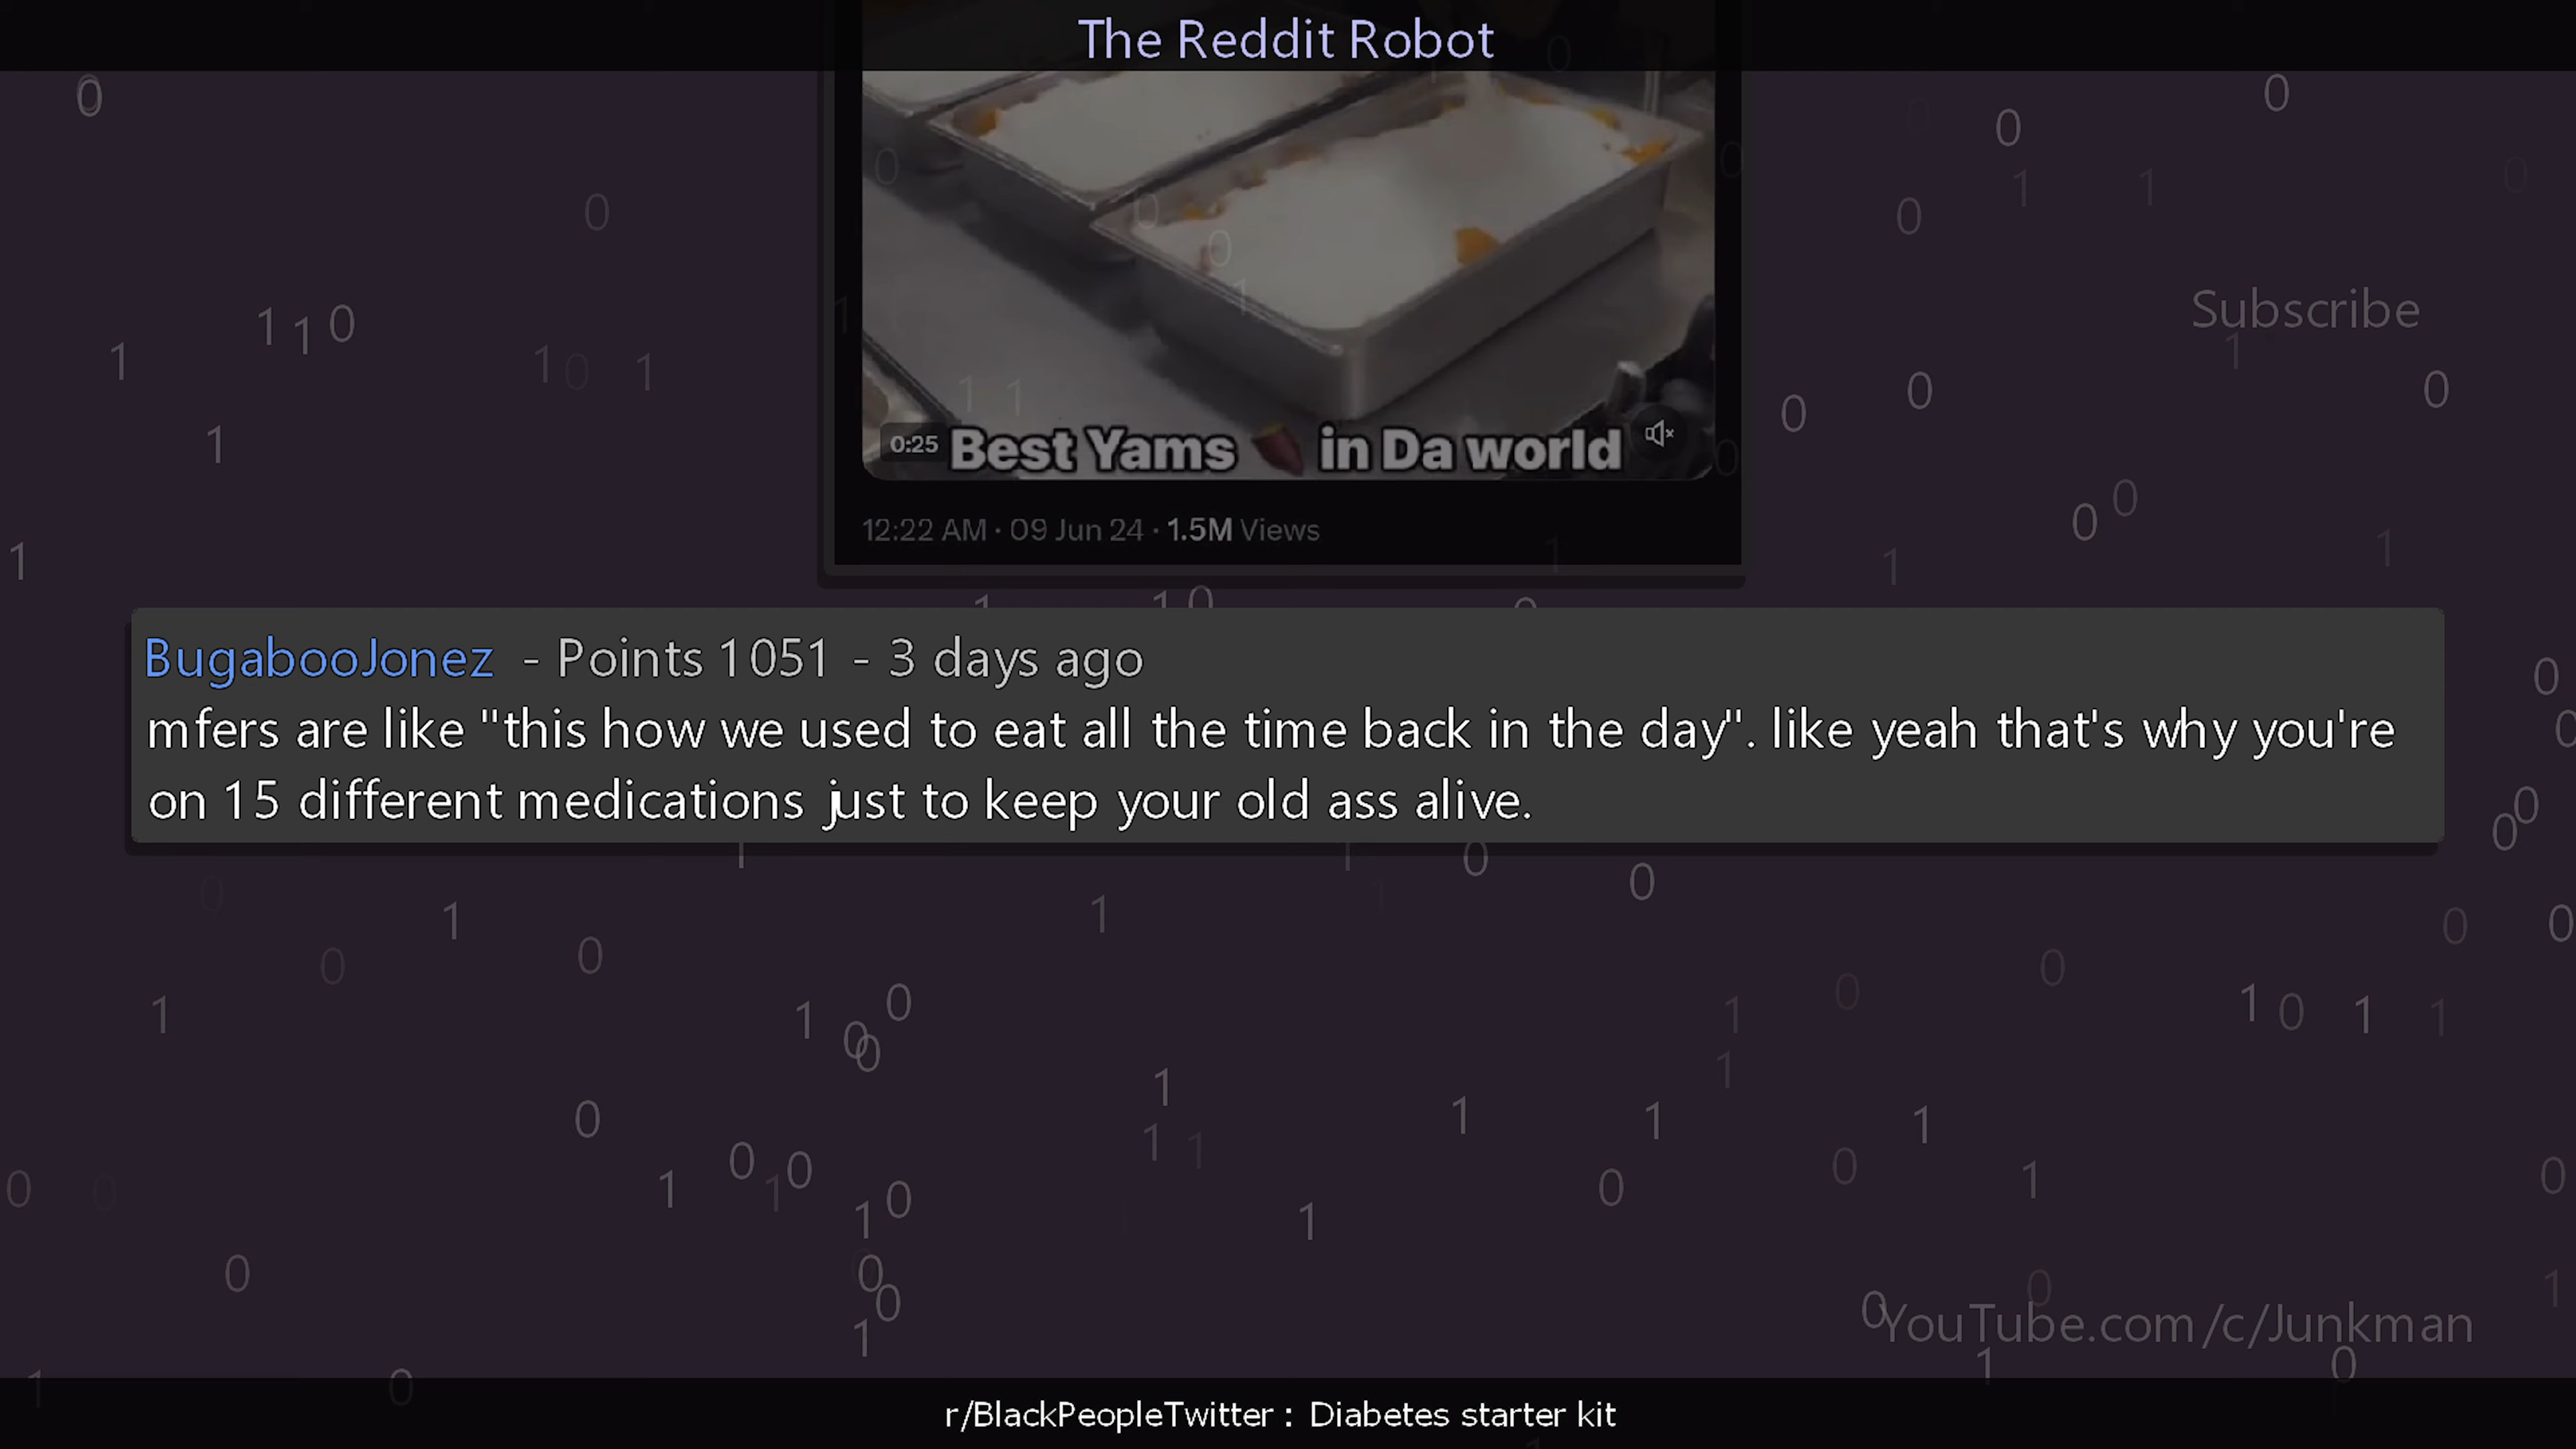 The Reddit Robot
Subscribe
0:25 Best Yams 🍠 in Da world
12:22 AM · 09 Jun 24 · 1.5M Views
BugabooJonez - Points 1051 - 3 days ago
mfers are like "this how we used to eat all the time back in the day". like yeah that's why you're
on 15 different medications just to keep your old ass alive.
YouTube.com/c/Junkman
r/BlackPeopleTwitter : Diabetes starter kit